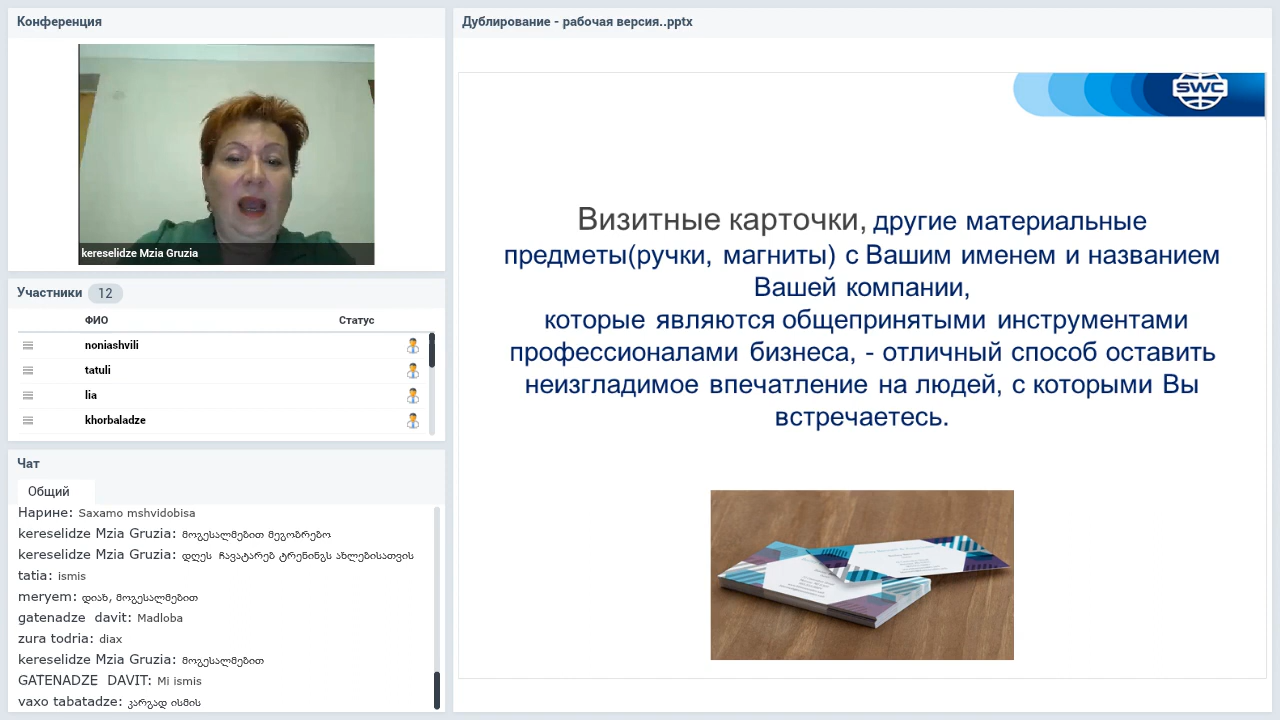 Конференция
kereselidze Mzia Gruzia
Участники 12
ФИО Статус
noniashvili
tatuli
lia
khorbaladze
Чат
Общий
Нарине: Saxamo mshvidobisa
kereselidze Mzia Gruzia: მოგესალმებით მეგობრებო
kereselidze Mzia Gruzia: დღეს ჩავატარებ ტრენინგს ახლებისათვის
tatia: ismis
meryem: დიახ, მოგესალმებით
gatenadze davit: Madloba
zura todria: diax
kereselidze Mzia Gruzia: მოგესალმებით
GATENADZE DAVIT: Mi ismis
vaxo tabatadze: კარგად ისმის
Дублирование - рабочая версия..pptx
SWC
Визитные карточки, другие материальные
предметы(ручки, магниты) с Вашим именем и названием
Вашей компании,
которые являются общепринятыми инструментами
профессионалами бизнеса, - отличный способ оставить
неизгладимое впечатление на людей, с которыми Вы
встречаетесь.